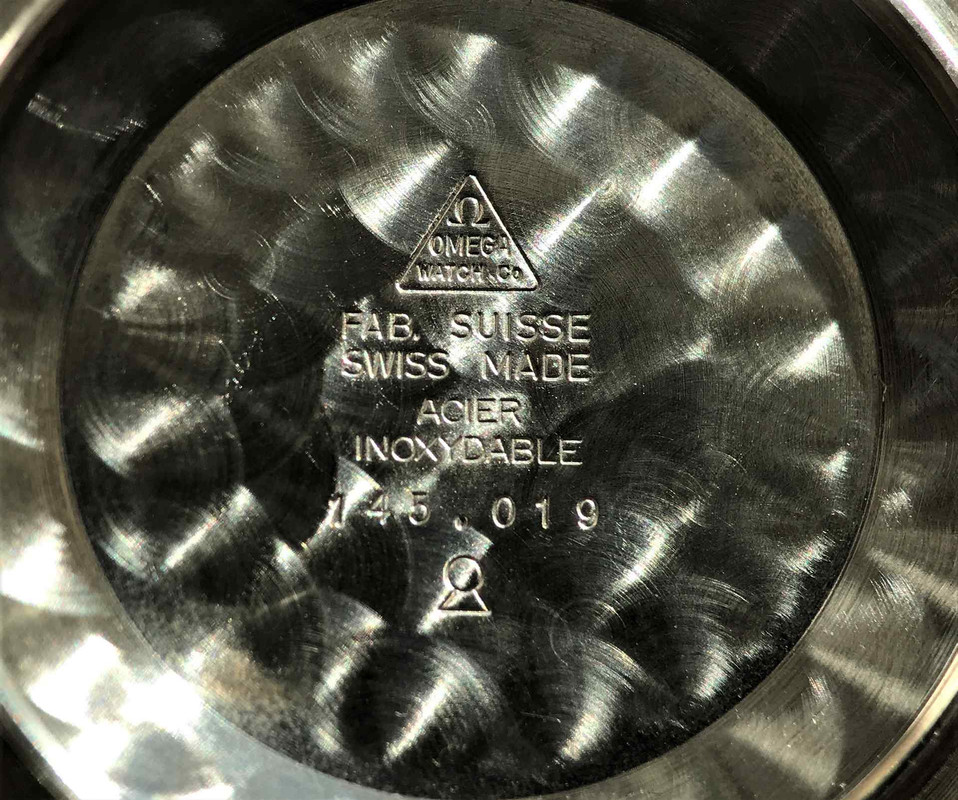 Ω
OMEGA
WATCH.Co
FAB. SUISSE
SWISS MADE
ACIER
INOXYDABLE
145.019